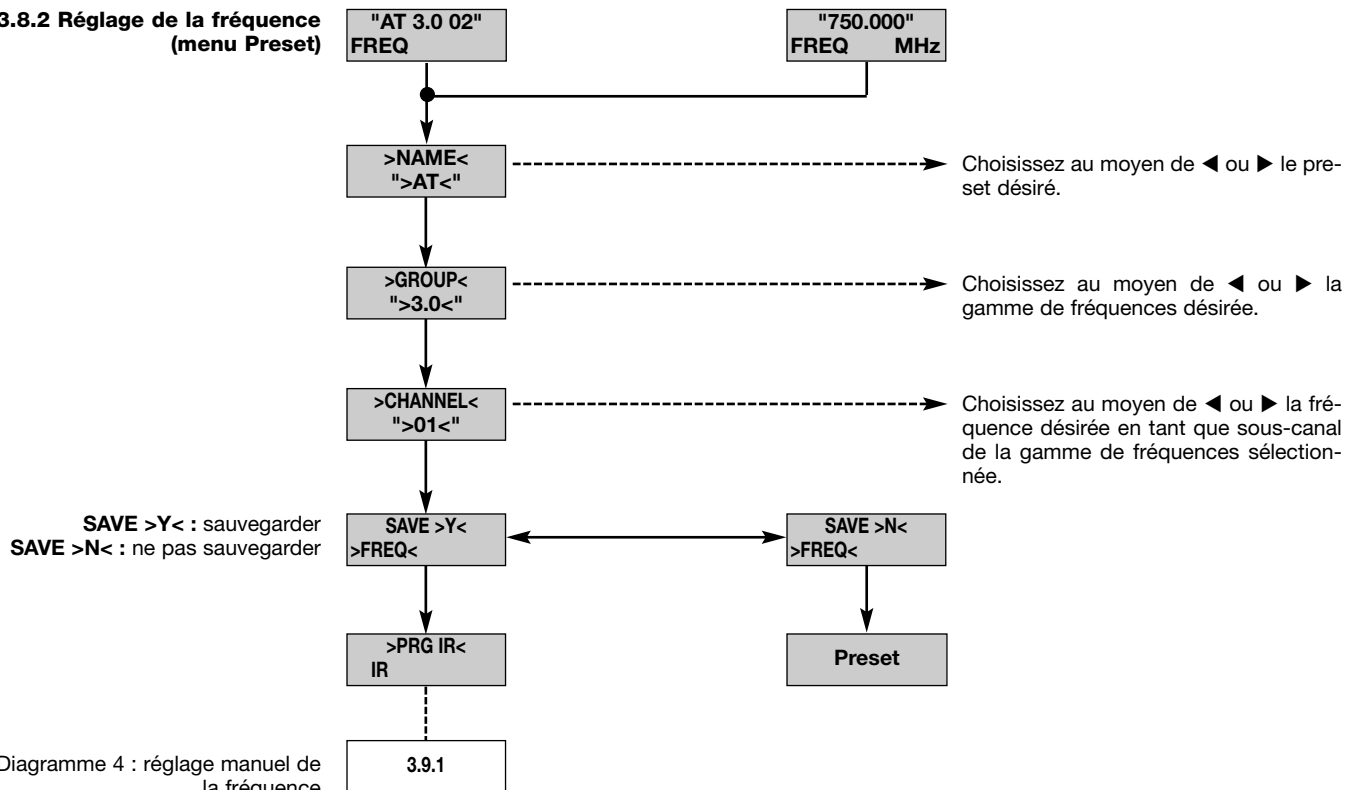 3.8.2 Réglage de la fréquence
(menu Preset)
"AT 3.0 02"
FREQ
"750.000"
FREQ MHz
>NAME<
">AT<"
Choisissez au moyen de ◀ ou ▶ le pre-
set désiré.
>GROUP<
">3.0<"
Choisissez au moyen de ◀ ou ▶ la
gamme de fréquences désirée.
>CHANNEL<
">01<"
Choisissez au moyen de ◀ ou ▶ la fré-
quence désirée en tant que sous-canal
de la gamme de fréquences sélection-
née.
SAVE >Y< : sauvegarder
SAVE >N< : ne pas sauvegarder
SAVE >Y<
>FREQ<
SAVE >N<
>FREQ<
>PRG IR<
IR
Preset
Diagramme 4 : réglage manuel de
la fréquence
3.9.1